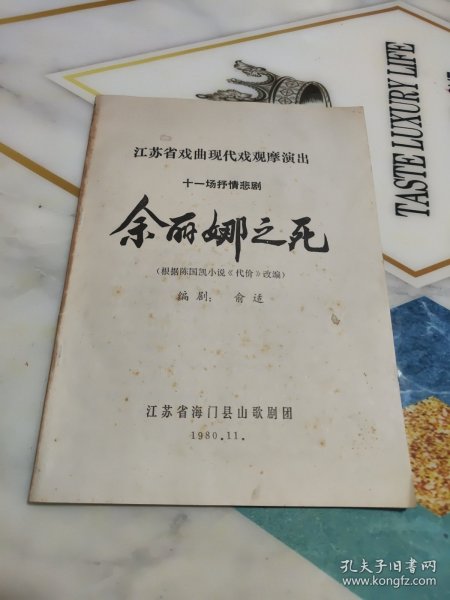 江苏省戏曲现代戏观摩演出
十一场抒情悲剧
余丽娜之死
（根据陈国凯小说《代价》改编）
编剧：俞适
江苏省海门县山歌剧团
1980.11.
TASTE LUXURY LIFE
孔夫子旧书网
www.kongfz.com